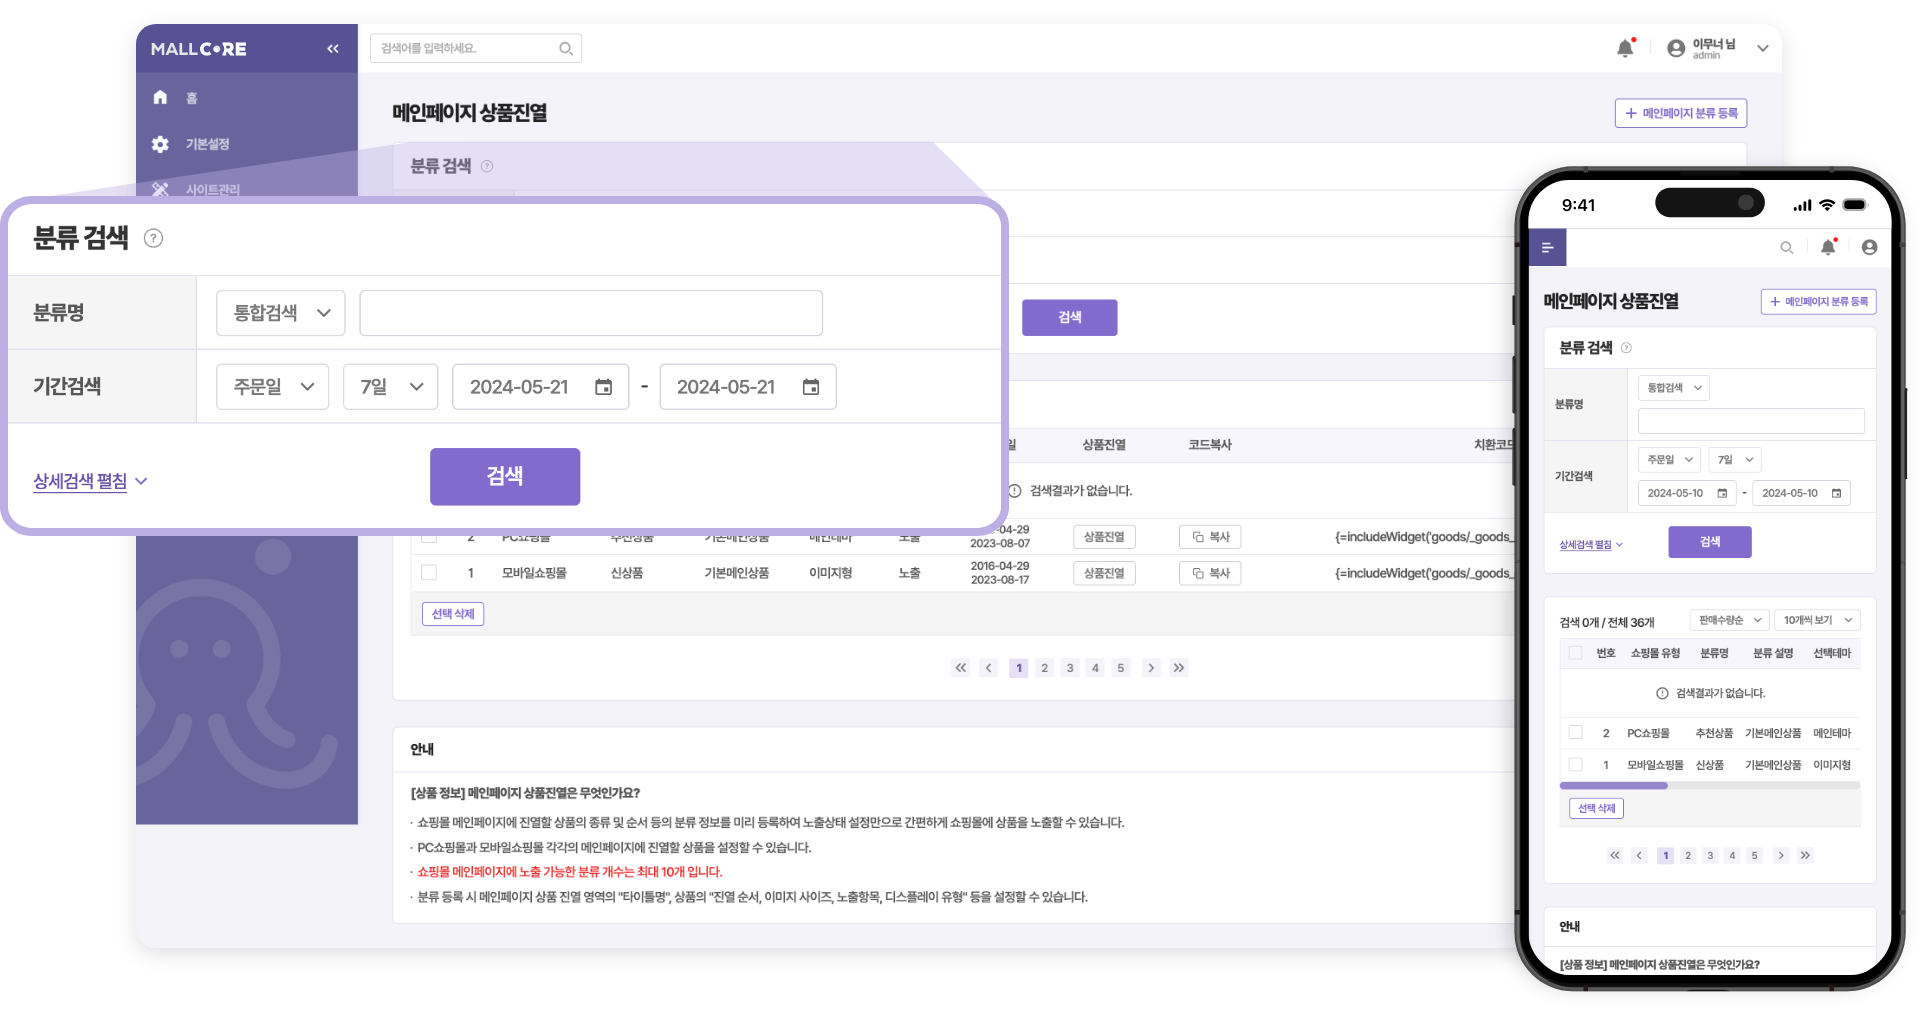 MALLCORE
검색어를 입력하세요.
이무너 님
admin
홈
기본설정
사이트관리
메인페이지 상품진열
+ 메인페이지 분류 등록
분류 검색 ?
분류 검색 ?
분류명 통합검색
기간검색 주문일 7일 2024-05-21 - 2024-05-21
상세검색 펼침 검색
검색
상품진열 코드복사 치환코드
검색결과가 없습니다.
2 PC쇼핑몰 추천상품 기본메인상품 메인테마 노출 -04-29
2023-08-07 상품진열 복사 {=includeWidget('goods/_goods_
1 모바일쇼핑몰 신상품 기본메인상품 이미지형 노출 2016-04-29
2023-08-17 상품진열 복사 {=includeWidget('goods/_goods_
선택 삭제
1 2 3 4 5
안내
[상품 정보] 메인페이지 상품진열은 무엇인가요?
· 쇼핑몰 메인페이지에 진열할 상품의 종류 및 순서 등의 분류 정보를 미리 등록하여 노출상태 설정만으로 간편하게 쇼핑몰에 상품을 노출할 수 있습니다.
· PC쇼핑몰과 모바일쇼핑몰 각각의 메인페이지에 진열할 상품을 설정할 수 있습니다.
· 쇼핑몰 메인페이지에 노출 가능한 분류 개수는 최대 10개 입니다.
· 분류 등록 시 메인페이지 상품 진열 영역의 "타이틀명", 상품의 "진열 순서, 이미지 사이즈, 노출항목, 디스플레이 유형" 등을 설정할 수 있습니다.
9:41
메인페이지 상품진열
+ 메인페이지 분류 등록
분류 검색 ?
분류명 통합검색
기간검색 주문일 7일
2024-05-10 - 2024-05-10
상세검색 펼침 검색
검색 0개 / 전체 36개 판매수량순 10개씩 보기
번호 쇼핑몰 유형 분류명 분류 설명 선택테마
검색결과가 없습니다.
2 PC쇼핑몰 추천상품 기본메인상품 메인테마
1 모바일쇼핑몰 신상품 기본메인상품 이미지형
선택 삭제
1 2 3 4 5
안내
[상품 정보] 메인페이지 상품진열은 무엇인가요?